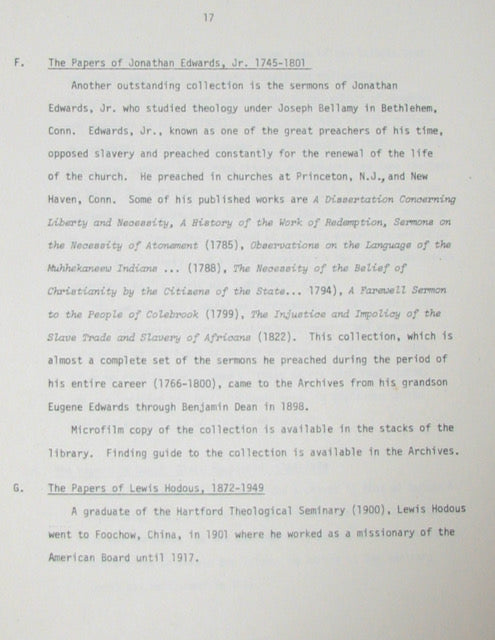 17
F. The Papers of Jonathan Edwards, Jr. 1745-1801
Another outstanding collection is the sermons of Jonathan
Edwards, Jr. who studied theology under Joseph Bellamy in Bethlehem,
Conn. Edwards, Jr., known as one of the great preachers of his time,
opposed slavery and preached constantly for the renewal of the life
of the church. He preached in churches at Princeton, N.J., and New
Haven, Conn. Some of his published works are A Dissertation Concerning
Liberty and Necessity, A History of the Work of Redemption, Sermons on
the Necessity of Atonement (1785), Observations on the Language of the
Muhhekaneew Indians ... (1788), The Necessity of the Belief of
Christianity by the Citizens of the State... 1794), A Farewell Sermon
to the People of Colebrook (1799), The Injustice and Impolicy of the
Slave Trade and Slavery of Africans (1822). This collection, which is
almost a complete set of the sermons he preached during the period of
his entire career (1766-1800), came to the Archives from his grandson
Eugene Edwards through Benjamin Dean in 1898.
Microfilm copy of the collection is available in the stacks of the
library. Finding guide to the collection is available in the Archives.
G. The Papers of Lewis Hodous, 1872-1949
A graduate of the Hartford Theological Seminary (1900), Lewis Hodous
went to Foochow, China, in 1901 where he worked as a missionary of the
American Board until 1917.